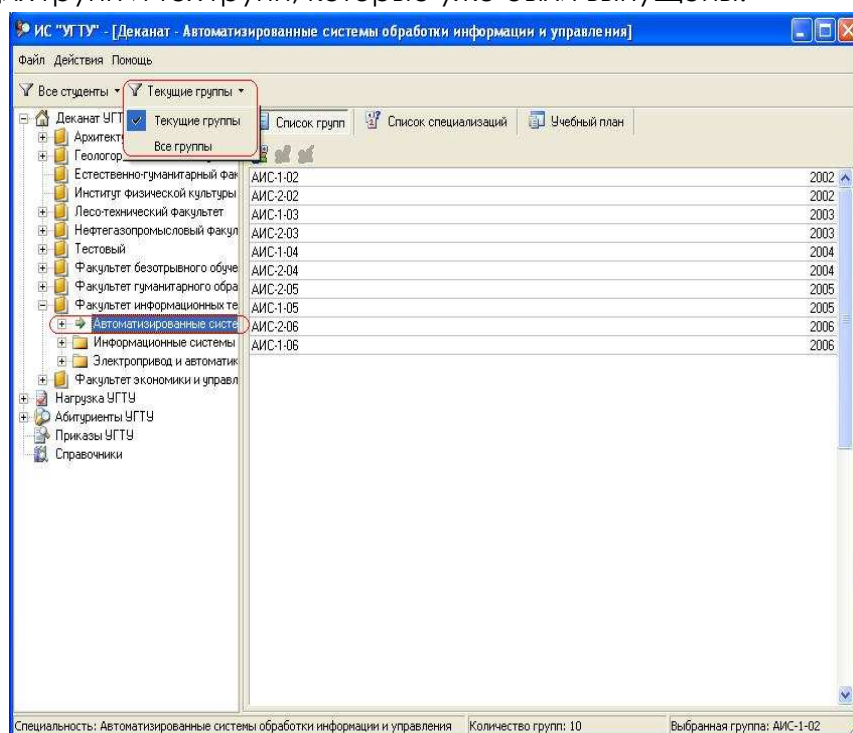 ИС "УГТУ" - [Деканат - Автоматизированные системы обработки информации и управления]
Файл Действия Помощь
Все студенты Текущие группы
Текущие группы
Все группы
Список групп Список специализаций Учебный план
Деканат УГТ
Архитект
Геологор
Естественно-гуманитарный фак
Институт физической культуры
Лесо-технический факультет
Нефтегазопромысловый факул
Тестовый
Факультет безотрывного обуче
Факультет гуманитарного обра
Факультет информационных те
Автоматизированные систе
Информационные системы
Электропривод и автоматик
Факультет экономики и управл
Нагрузка УГТУ
Абитуриенты УГТУ
Приказы УГТУ
Справочники
АИС-1-02 2002
АИС-2-02 2002
АИС-1-03 2003
АИС-2-03 2003
АИС-1-04 2004
АИС-2-04 2004
АИС-2-05 2005
АИС-1-05 2005
АИС-2-06 2006
АИС-1-06 2006
Специальность: Автоматизированные системы обработки информации и управления Количество групп: 10 Выбранная группа: АИС-1-02